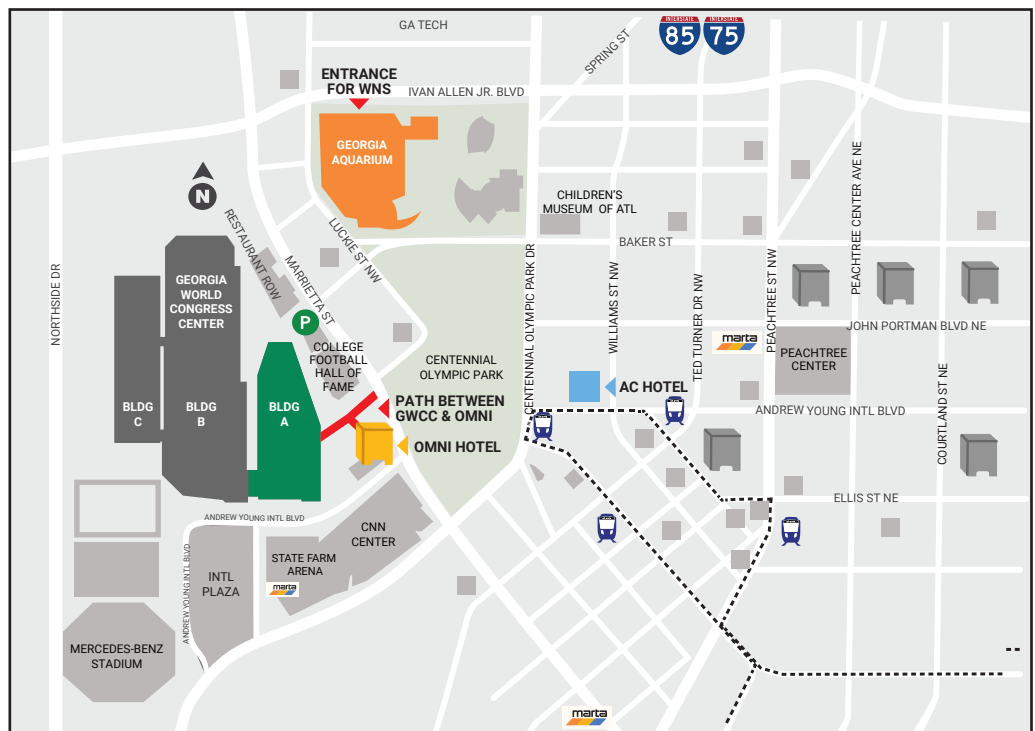 GA TECH
INTERSTATE
85
INTERSTATE
75
SPRING ST
ENTRANCE
FOR WNS
IVAN ALLEN JR. BLVD
GEORGIA
AQUARIUM
N
CHILDREN'S
MUSEUM OF ATL
PEACHTREE CENTER AVE NE
RESTAURANT ROW
LUCKIE ST NW
BAKER ST
NORTHSIDE DR
GEORGIA
WORLD
CONGRESS
CENTER
MARRIETTA ST
CENTENNIAL OLYMPIC PARK DR
WILLIAMS ST NW
TED TURNER DR NW
PEACHTREE ST NW
P
JOHN PORTMAN BLVD NE
marta
COLLEGE
FOOTBALL
HALL OF
FAME
CENTENNIAL
OLYMPIC PARK
PEACHTREE
CENTER
AC HOTEL
BLDG
C
BLDG
B
BLDG
A
PATH BETWEEN
GWCC & OMNI
ANDREW YOUNG INTL BLVD
COURTLAND ST NE
OMNI HOTEL
ELLIS ST NE
ANDREW YOUNG INTL BLVD
CNN
CENTER
STATE FARM
ARENA
marta
INTL
PLAZA
ANDREW YOUNG INTL BLVD
MERCEDES-BENZ
STADIUM
marta